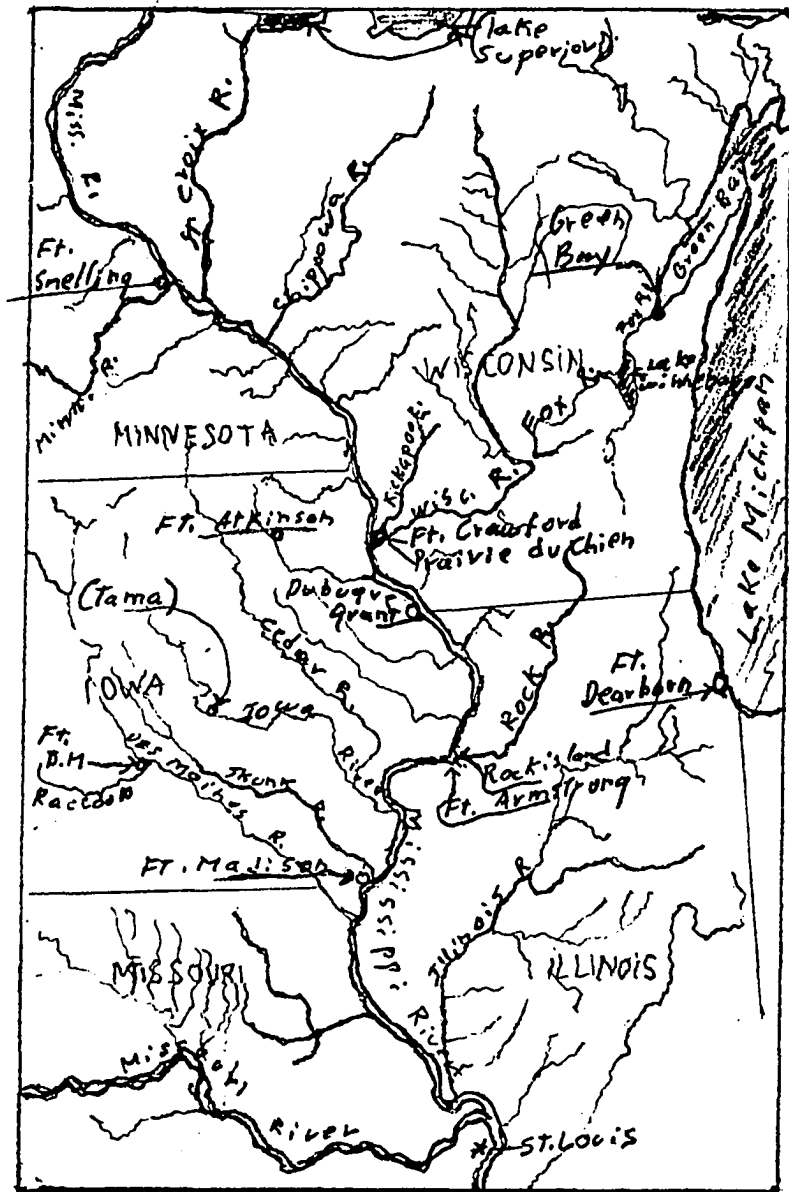 lake
Superior
Miss. R.
St Croix R.
Chippowa R.
Green
Bay
Green Bay
Ft.
Snelling
Fox R.
WISCONSIN
Lake
Winnebago
Minn. R.
MINNESOTA
Kickapoo R.
Fox
Wisc. R.
Lake Michigan
FT. Atkinson
Ft. Crawford
Prairie du Chien
(Tama)
Dubuque
Grant
Cedar R.
Rock R.
IOWA
Iowa
River
Ft.
Dearborn
Ft.
D.M
Raccoon
Des Moines
R.
Skunk
R.
Rock island
Ft. Armstrong
FT. Madison
Mississippi River
Illinois R
MISSOURI
ILLINOIS
Missouri
River
St. Louis